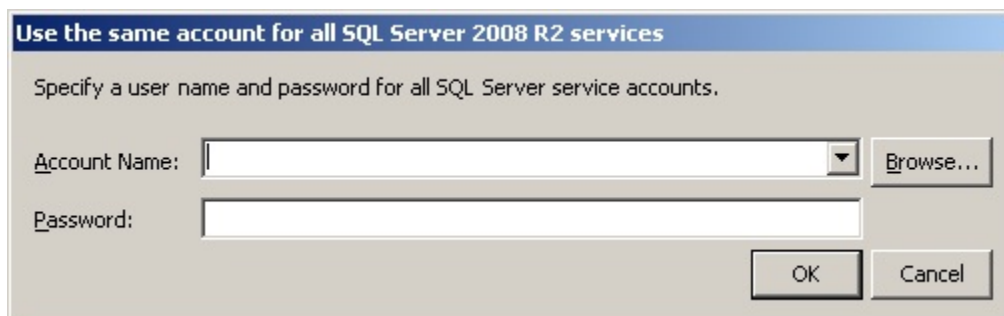 Use the same account for all SQL Server 2008 R2 services
Specify a user name and password for all SQL Server service accounts.
Account Name:
Browse...
Password:
OK
Cancel